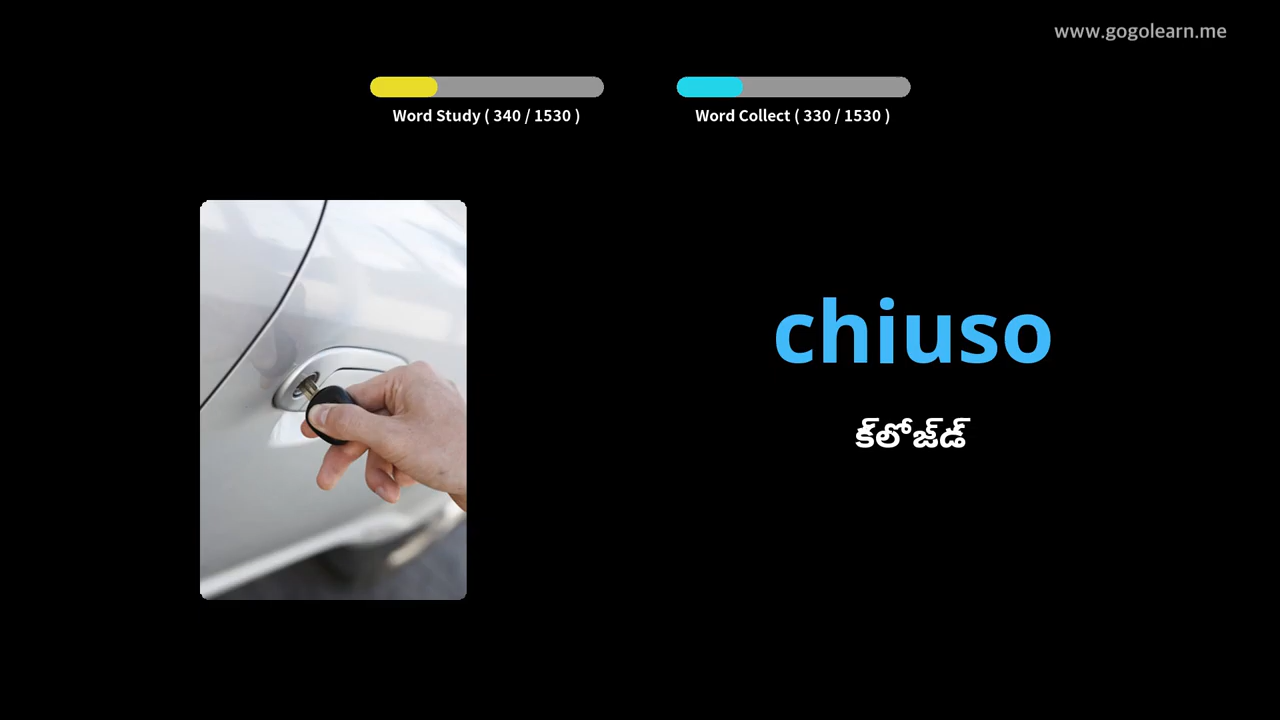 www.gogolearn.me
Word Study ( 340 / 1530 )
Word Collect ( 330 / 1530 )
chiuso
క్‌లోజ్‌డ్